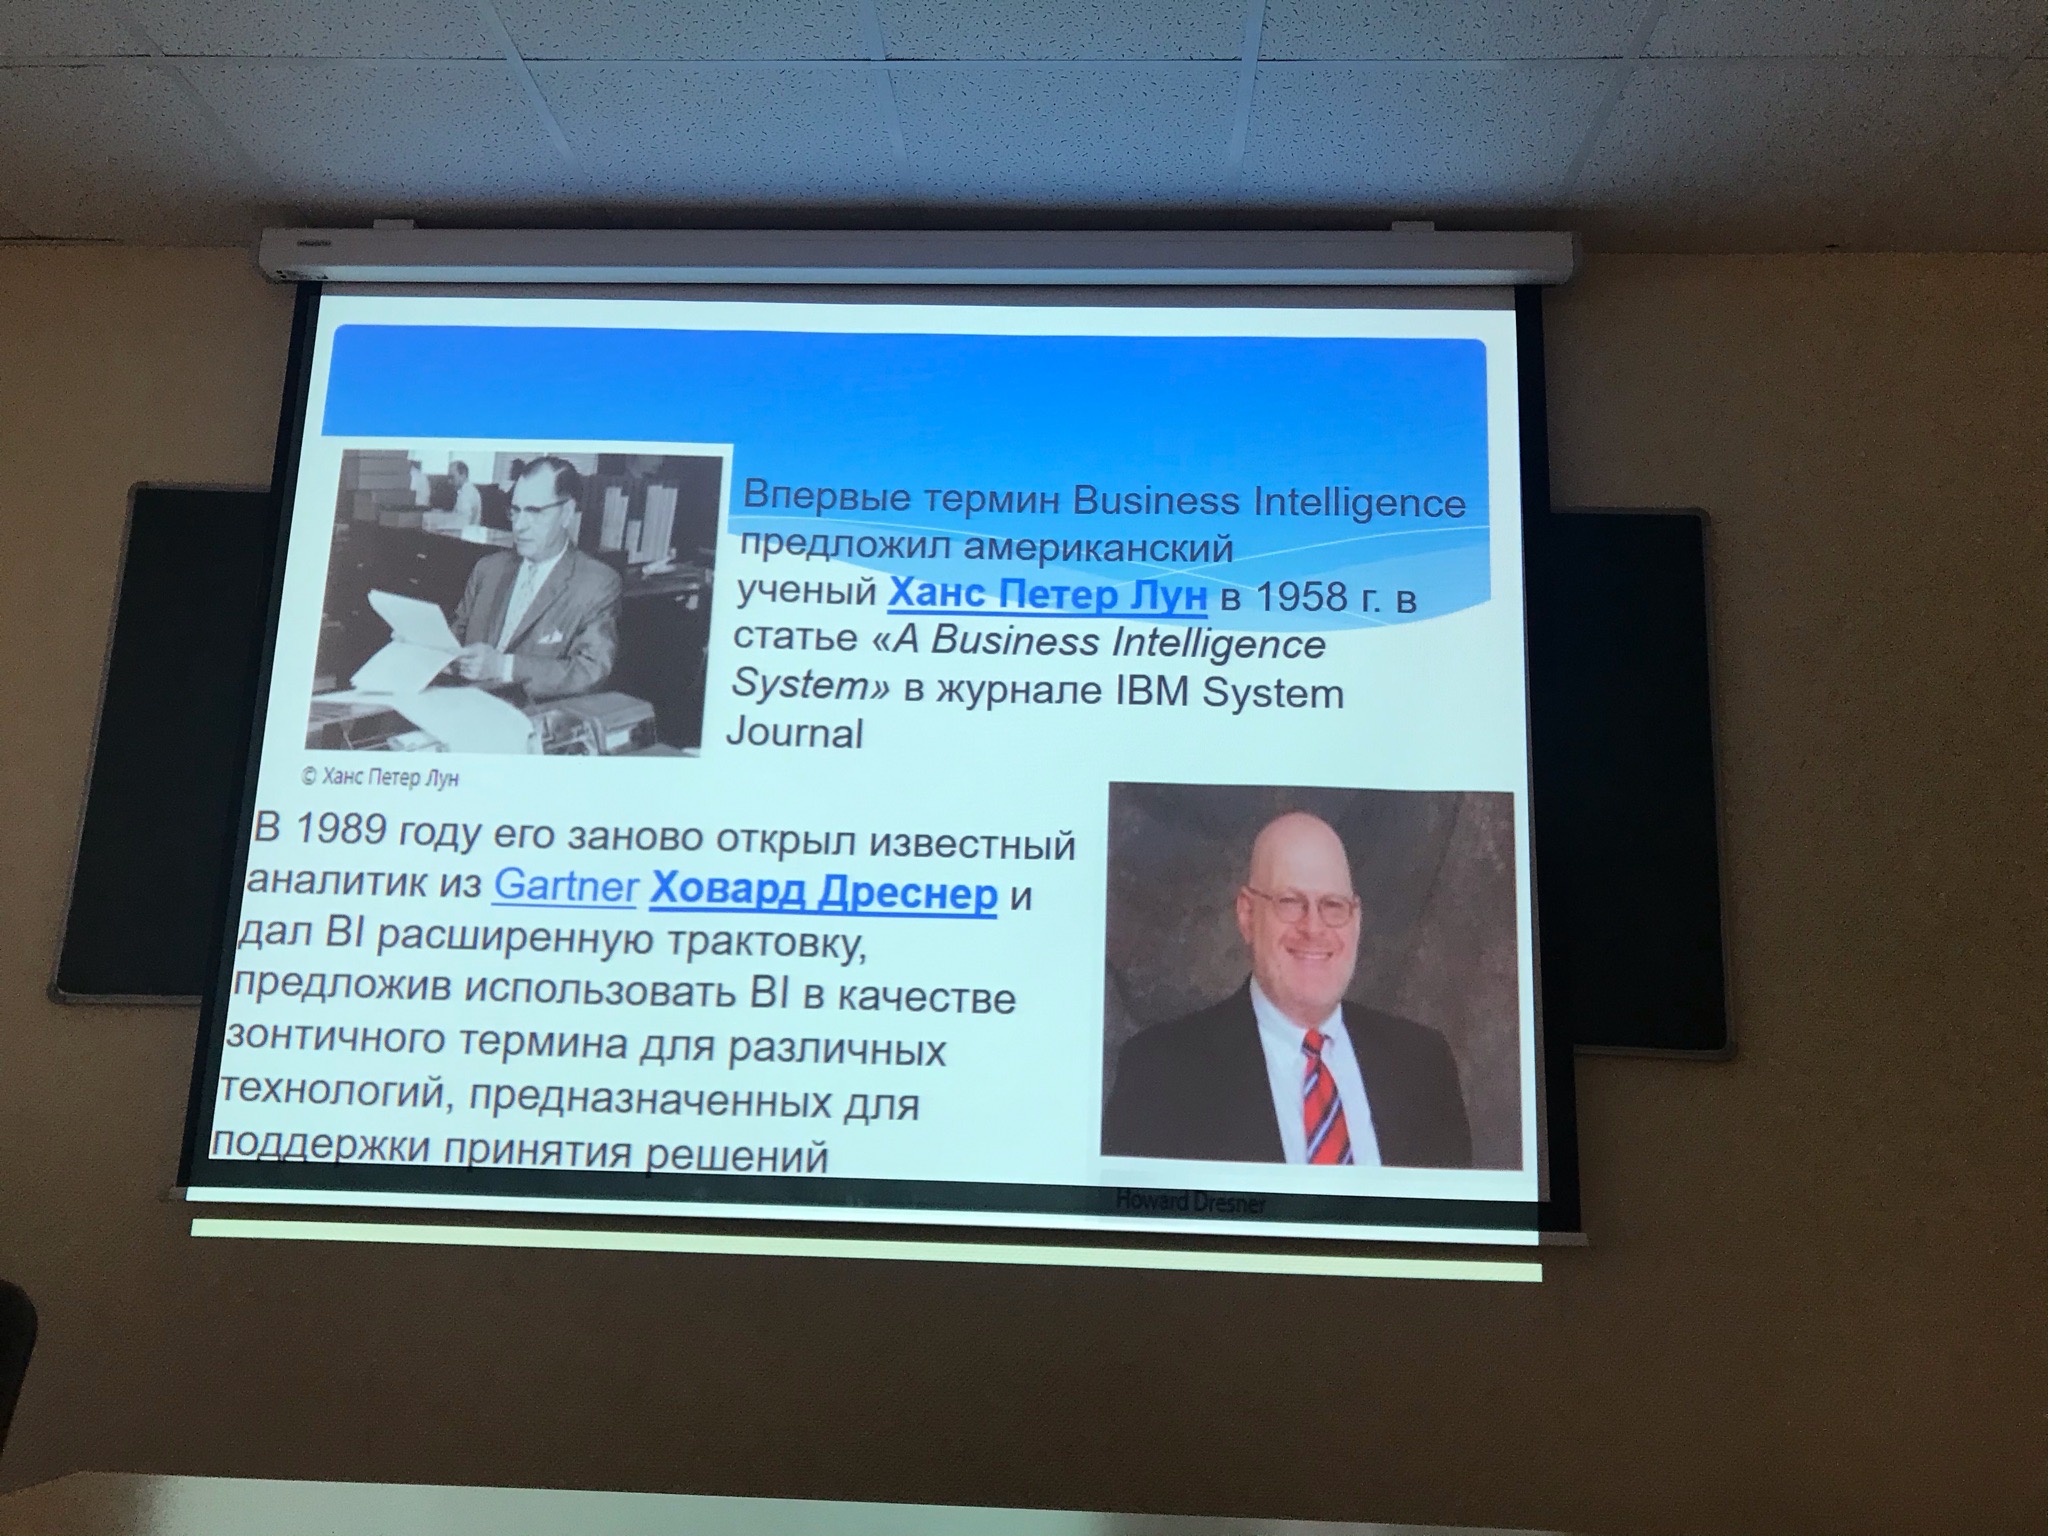 Впервые термин Business Intelligence
предложил американский
ученый Ханс Петер Лун в 1958 г. в
статье «A Business Intelligence
System» в журнале IBM System
Journal
© Ханс Петер Лун
В 1989 году его заново открыл известный
аналитик из Gartner Ховард Дреснер и
дал BI расширенную трактовку,
предложив использовать BI в качестве
зонтичного термина для различных
технологий, предназначенных для
поддержки принятия решений
Howard Dresner